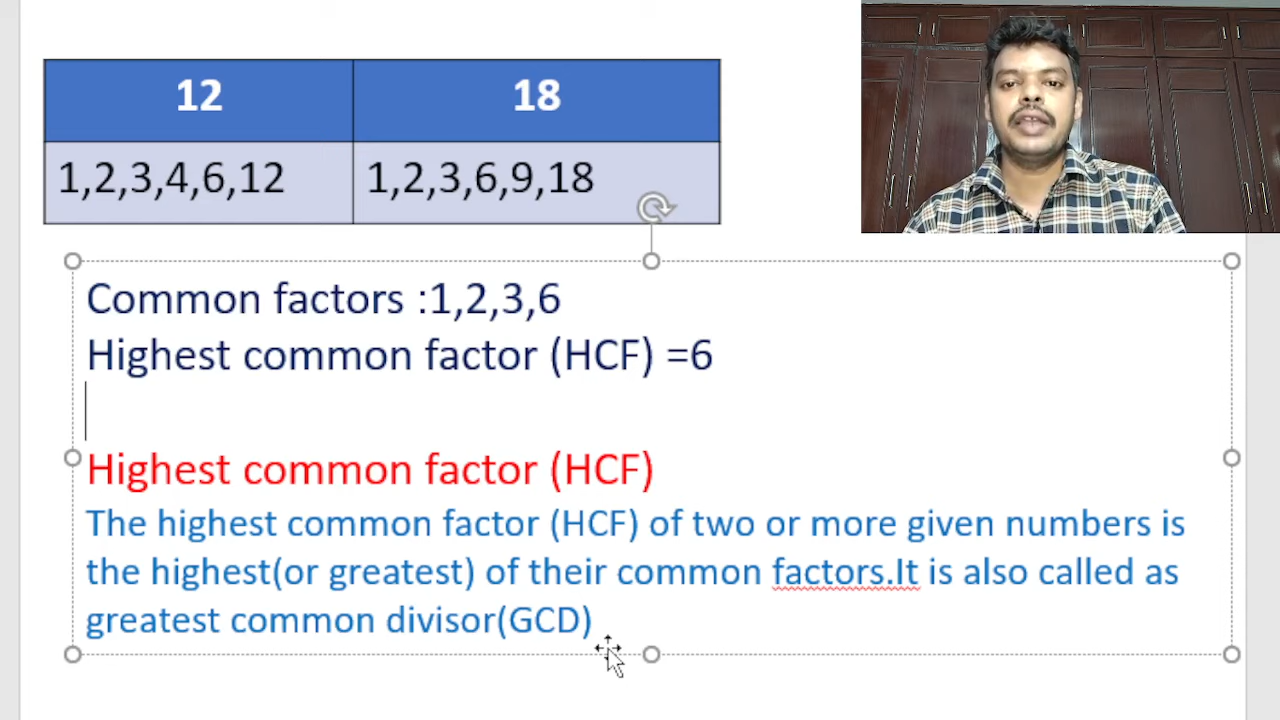 12 18
1,2,3,4,6,12 1,2,3,6,9,18
Common factors :1,2,3,6
Highest common factor (HCF) =6
Highest common factor (HCF)
The highest common factor (HCF) of two or more given numbers is
the highest(or greatest) of their common factors.It is also called as
greatest common divisor(GCD)